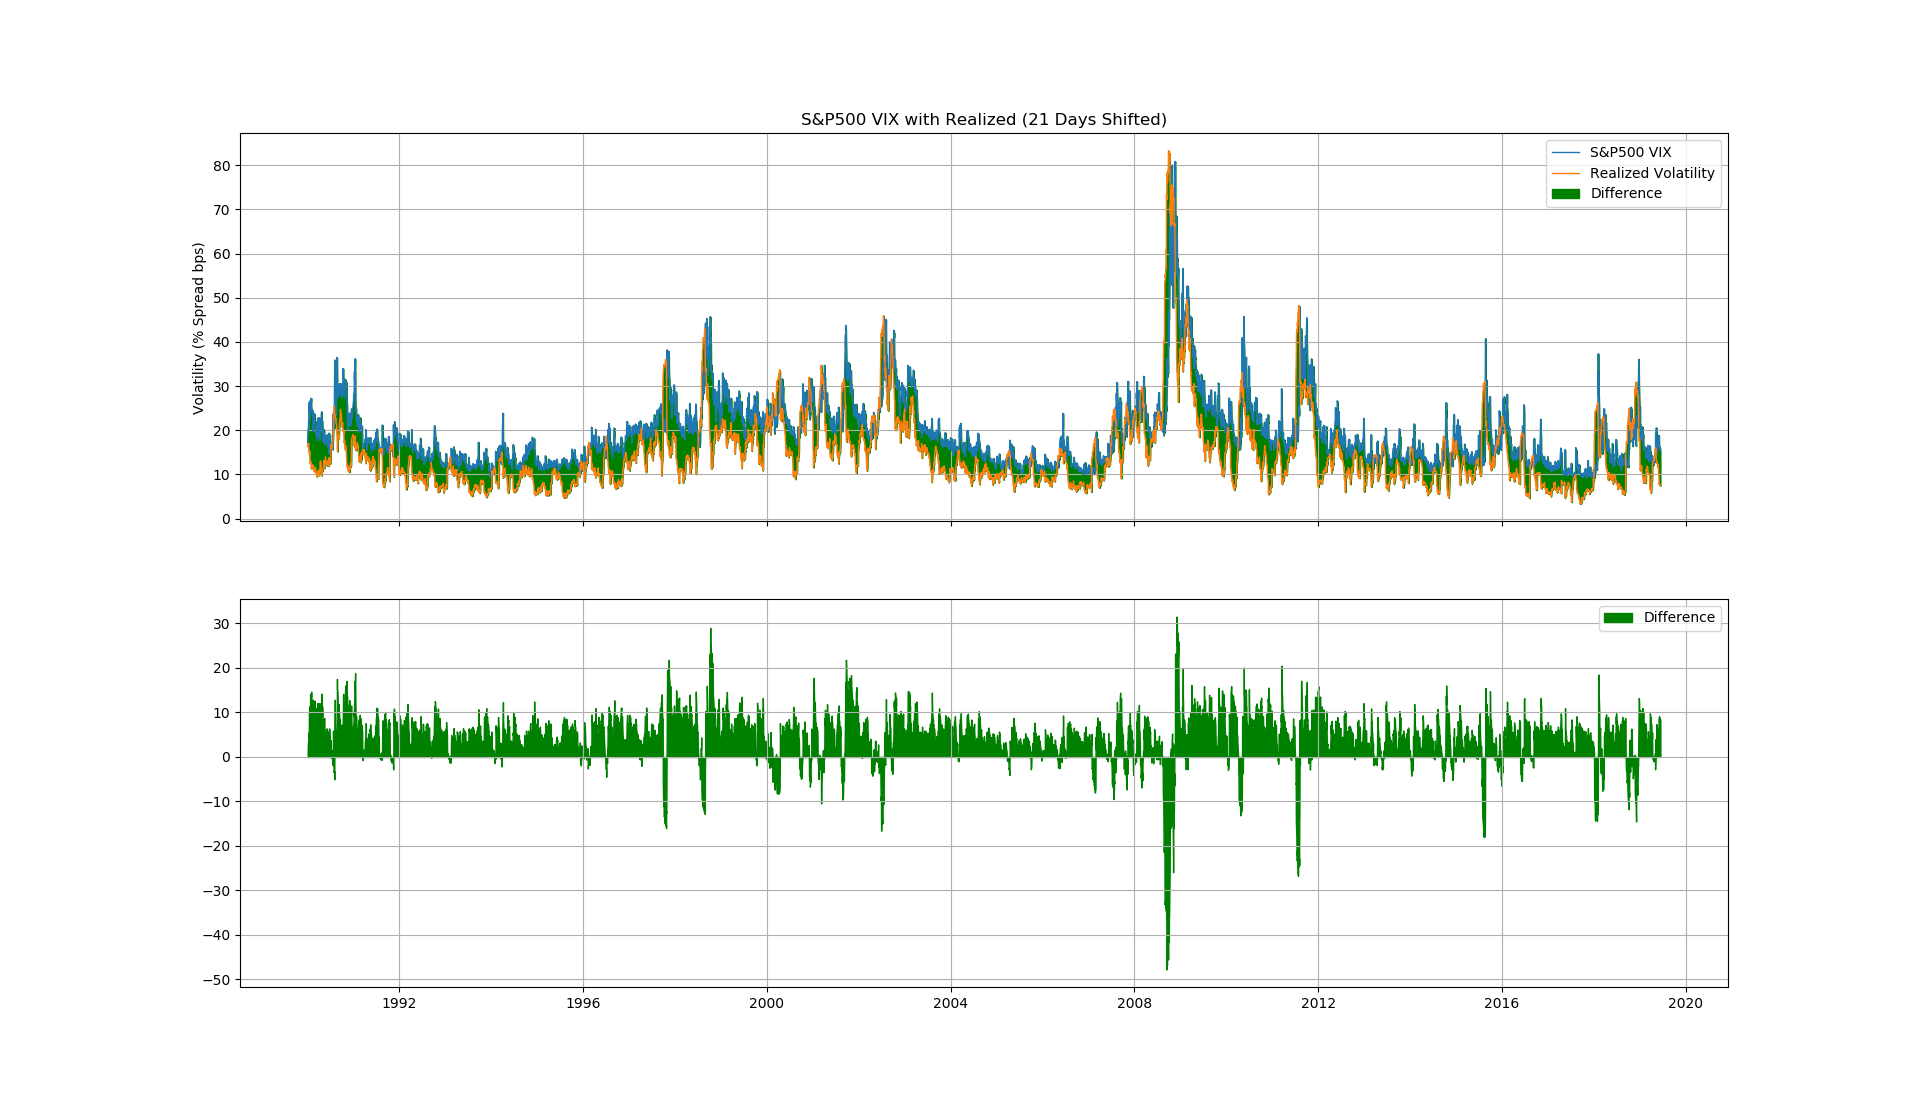 S&P500 VIX with Realized (21 Days Shifted)
Volatility (% Spread bps)
80
70
60
50
40
30
20
10
0
S&P500 VIX
Realized Volatility
Difference
30
20
10
0
−10
−20
−30
−40
−50
Difference
1992 1996 2000 2004 2008 2012 2016 2020